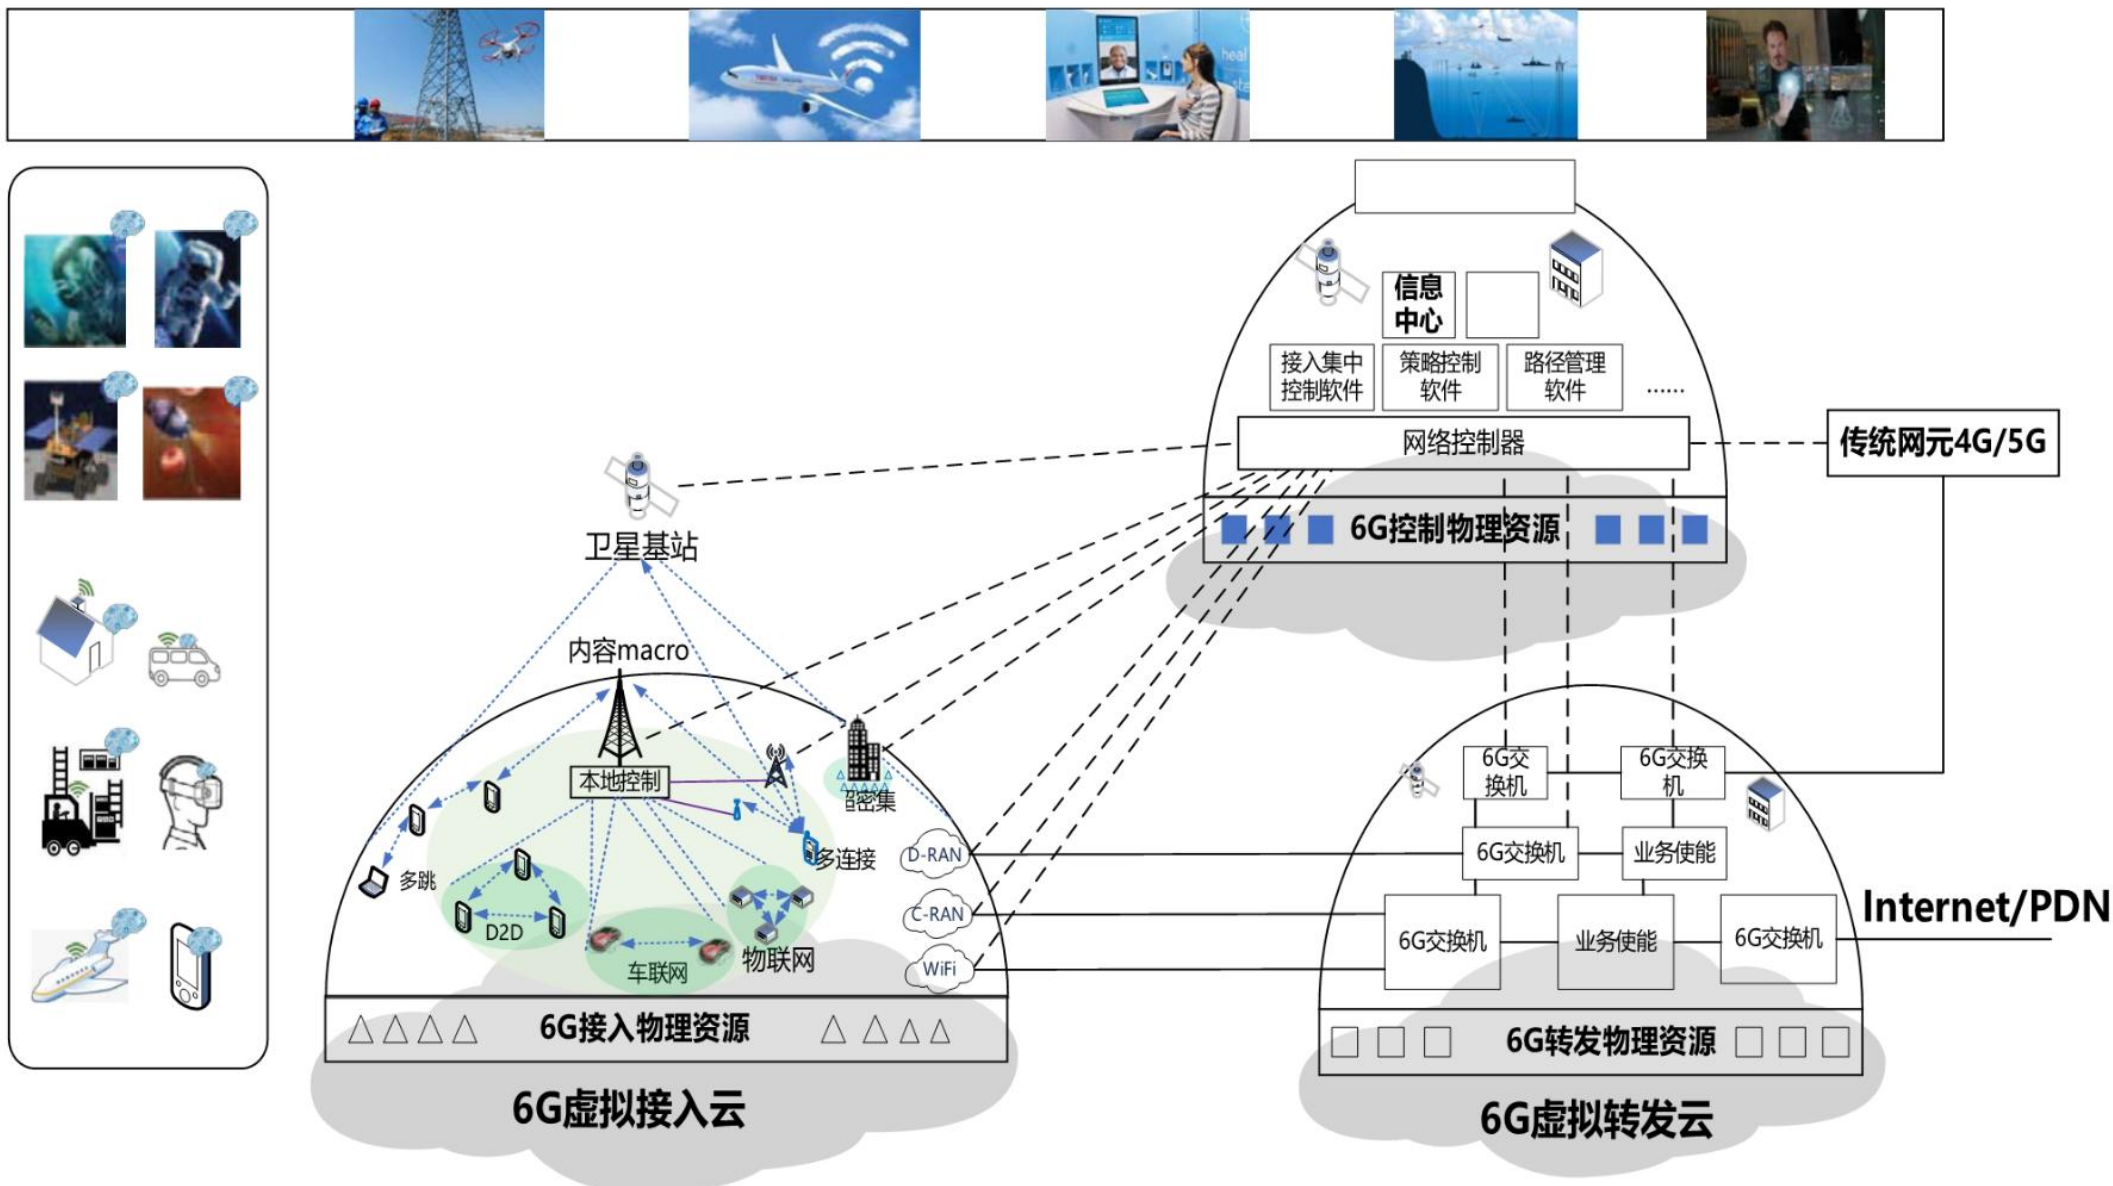 信息
中心
接入集中
控制软件
策略控制
软件
路径管理
软件
......
网络控制器
传统网元4G/5G
6G控制物理资源
卫星基站
内容macro
本地控制
密集
多连接
多跳
D2D
车联网
物联网
D-RAN
C-RAN
WiFi
6G接入物理资源
6G虚拟接入云
6G交
换机
6G交换
机
6G交换机
业务使能
6G交换机
业务使能
6G交换机
Internet/PDN
6G转发物理资源
6G虚拟转发云